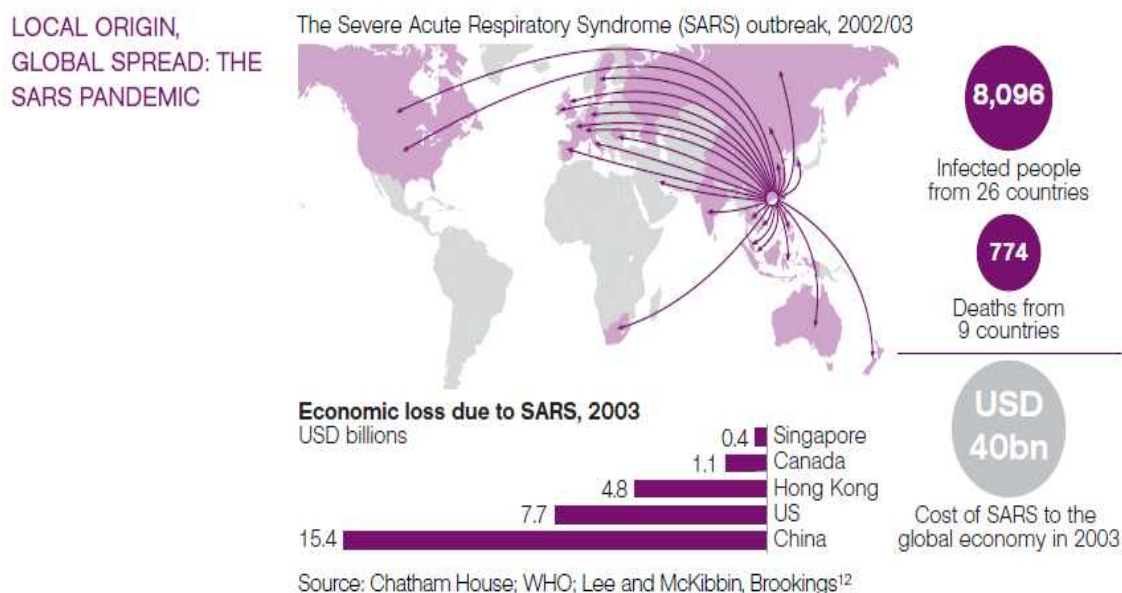 LOCAL ORIGIN,
GLOBAL SPREAD: THE
SARS PANDEMIC
The Severe Acute Respiratory Syndrome (SARS) outbreak, 2002/03
8,096
Infected people
from 26 countries
774
Deaths from
9 countries
USD
40bn
Cost of SARS to the
global economy in 2003
Economic loss due to SARS, 2003
USD billions
0.4 Singapore
1.1 Canada
4.8 Hong Kong
7.7 US
15.4 China
Source: Chatham House; WHO; Lee and McKibbin, Brookings¹²